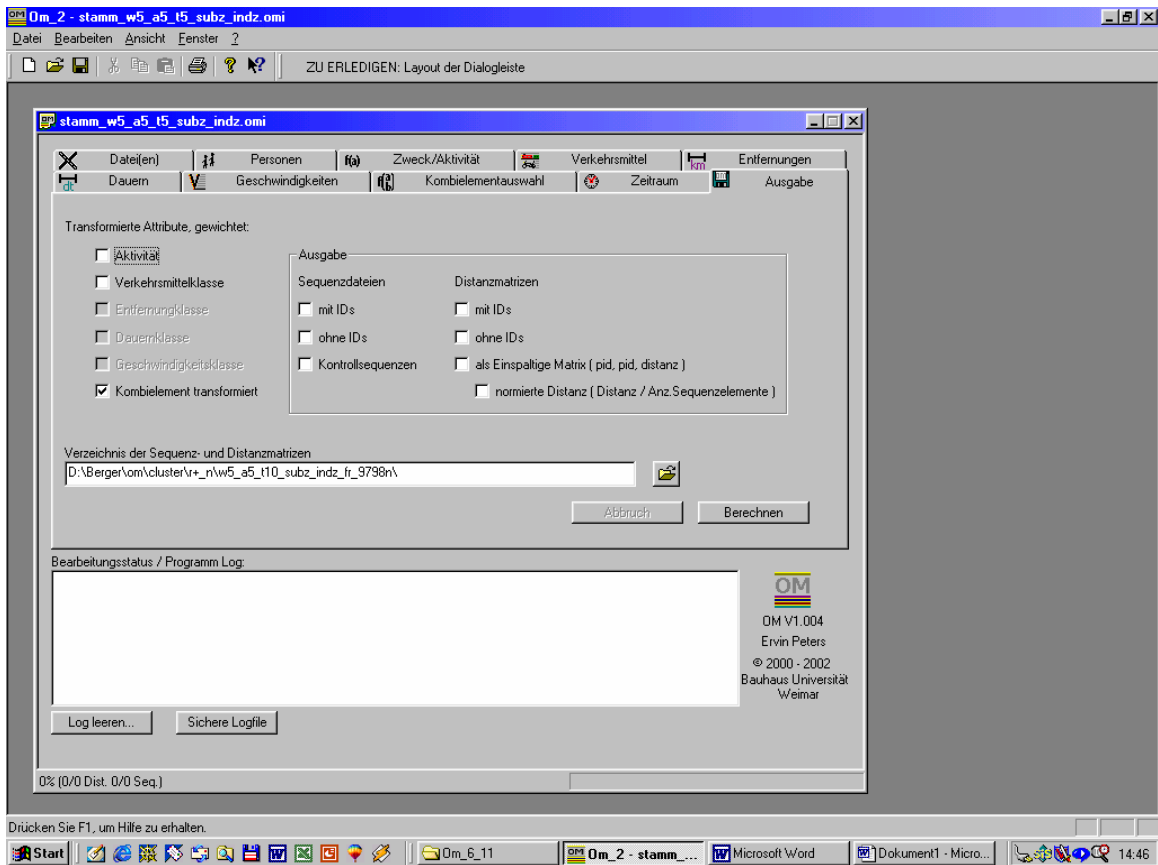 Om_2 - stamm_w5_a5_t5_subz_indz.omi
Datei Bearbeiten Ansicht Fenster ?
ZU ERLEDIGEN: Layout der Dialogleiste
stamm_w5_a5_t5_subz_indz.omi
Datei(en) Personen f(a) Zweck/Aktivität Verkehrsmittel km Entfernungen
dt Dauern V Geschwindigkeiten Kombielementauswahl Zeitraum Ausgabe
Transformierte Attribute, gewichtet:
Aktivität
Verkehrsmittelklasse
Entfernungklasse
Dauernklasse
Geschwindigkeitsklasse
Kombielement transformiert
Ausgabe
Sequenzdateien Distanzmatrizen
mit IDs mit IDs
ohne IDs ohne IDs
Kontrollsequenzen als Einspaltige Matrix ( pid, pid, distanz )
normierte Distanz ( Distanz / Anz.Sequenzelemente )
Verzeichnis der Sequenz- und Distanzmatrizen
D:\Berger\om\cluster\r+_n\w5_a5_t10_subz_indz_fr_9798n\
Abbruch Berechnen
Bearbeitungsstatus / Programm Log:
OM
OM V1.004
Ervin Peters
© 2000 - 2002
Bauhaus Universität
Weimar
Log leeren... Sichere Logfile
0% (0/0 Dist. 0/0 Seq.)
Drücken Sie F1, um Hilfe zu erhalten.
Start Om_6_11 Om_2 - stamm_... Microsoft Word Dokument1 - Micro... 14:46